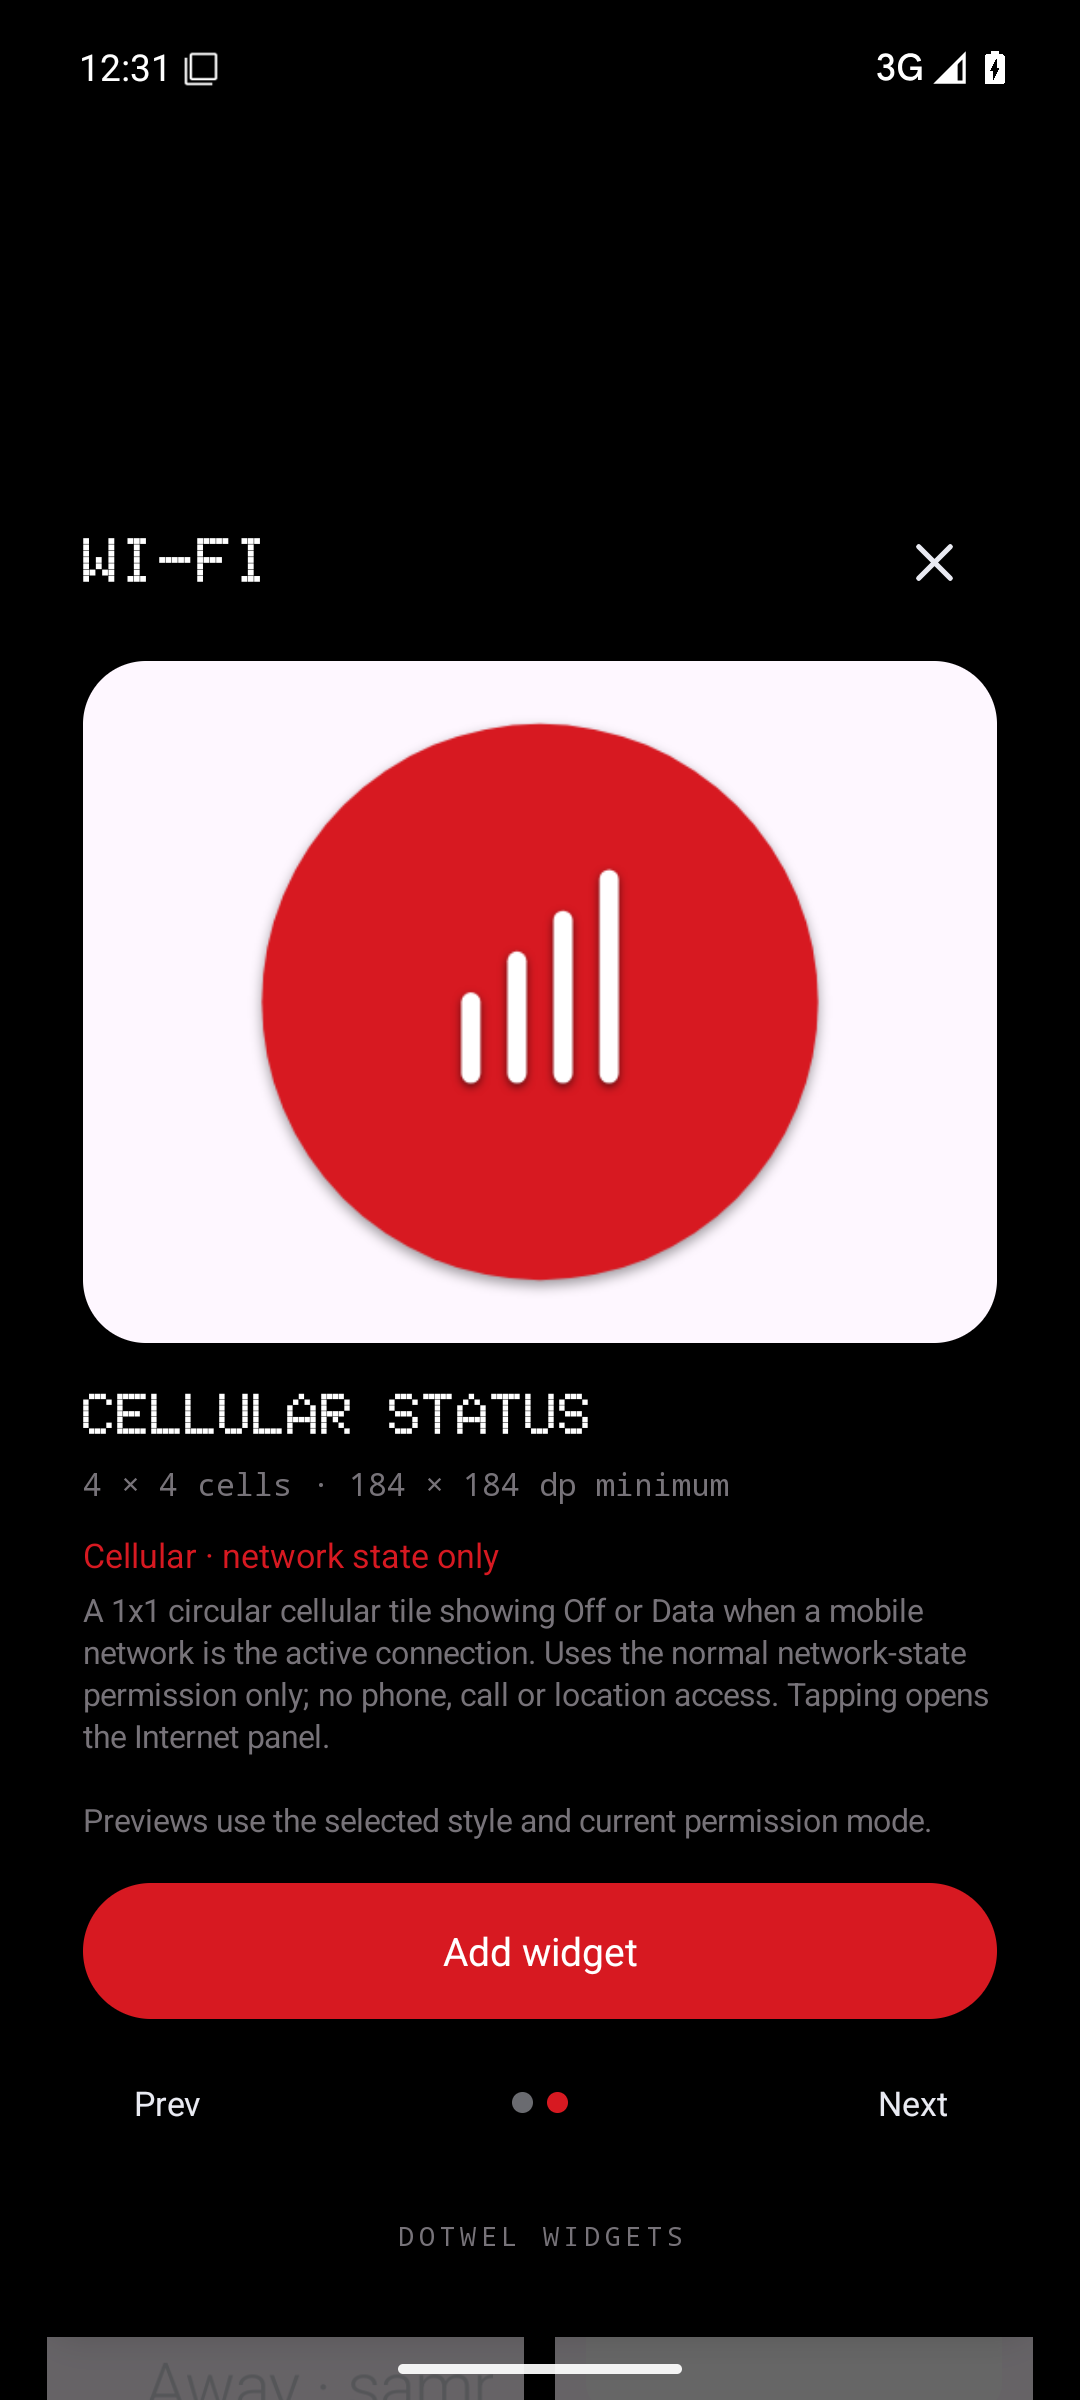 12:31
3G
WI-FI
CELLULAR STATUS
4 × 4 cells · 184 × 184 dp minimum
Cellular · network state only
A 1x1 circular cellular tile showing Off or Data when a mobile
network is the active connection. Uses the normal network-state
permission only; no phone, call or location access. Tapping opens
the Internet panel.
Previews use the selected style and current permission mode.
Add widget
Prev
Next
DOTWEL WIDGETS
Away ·